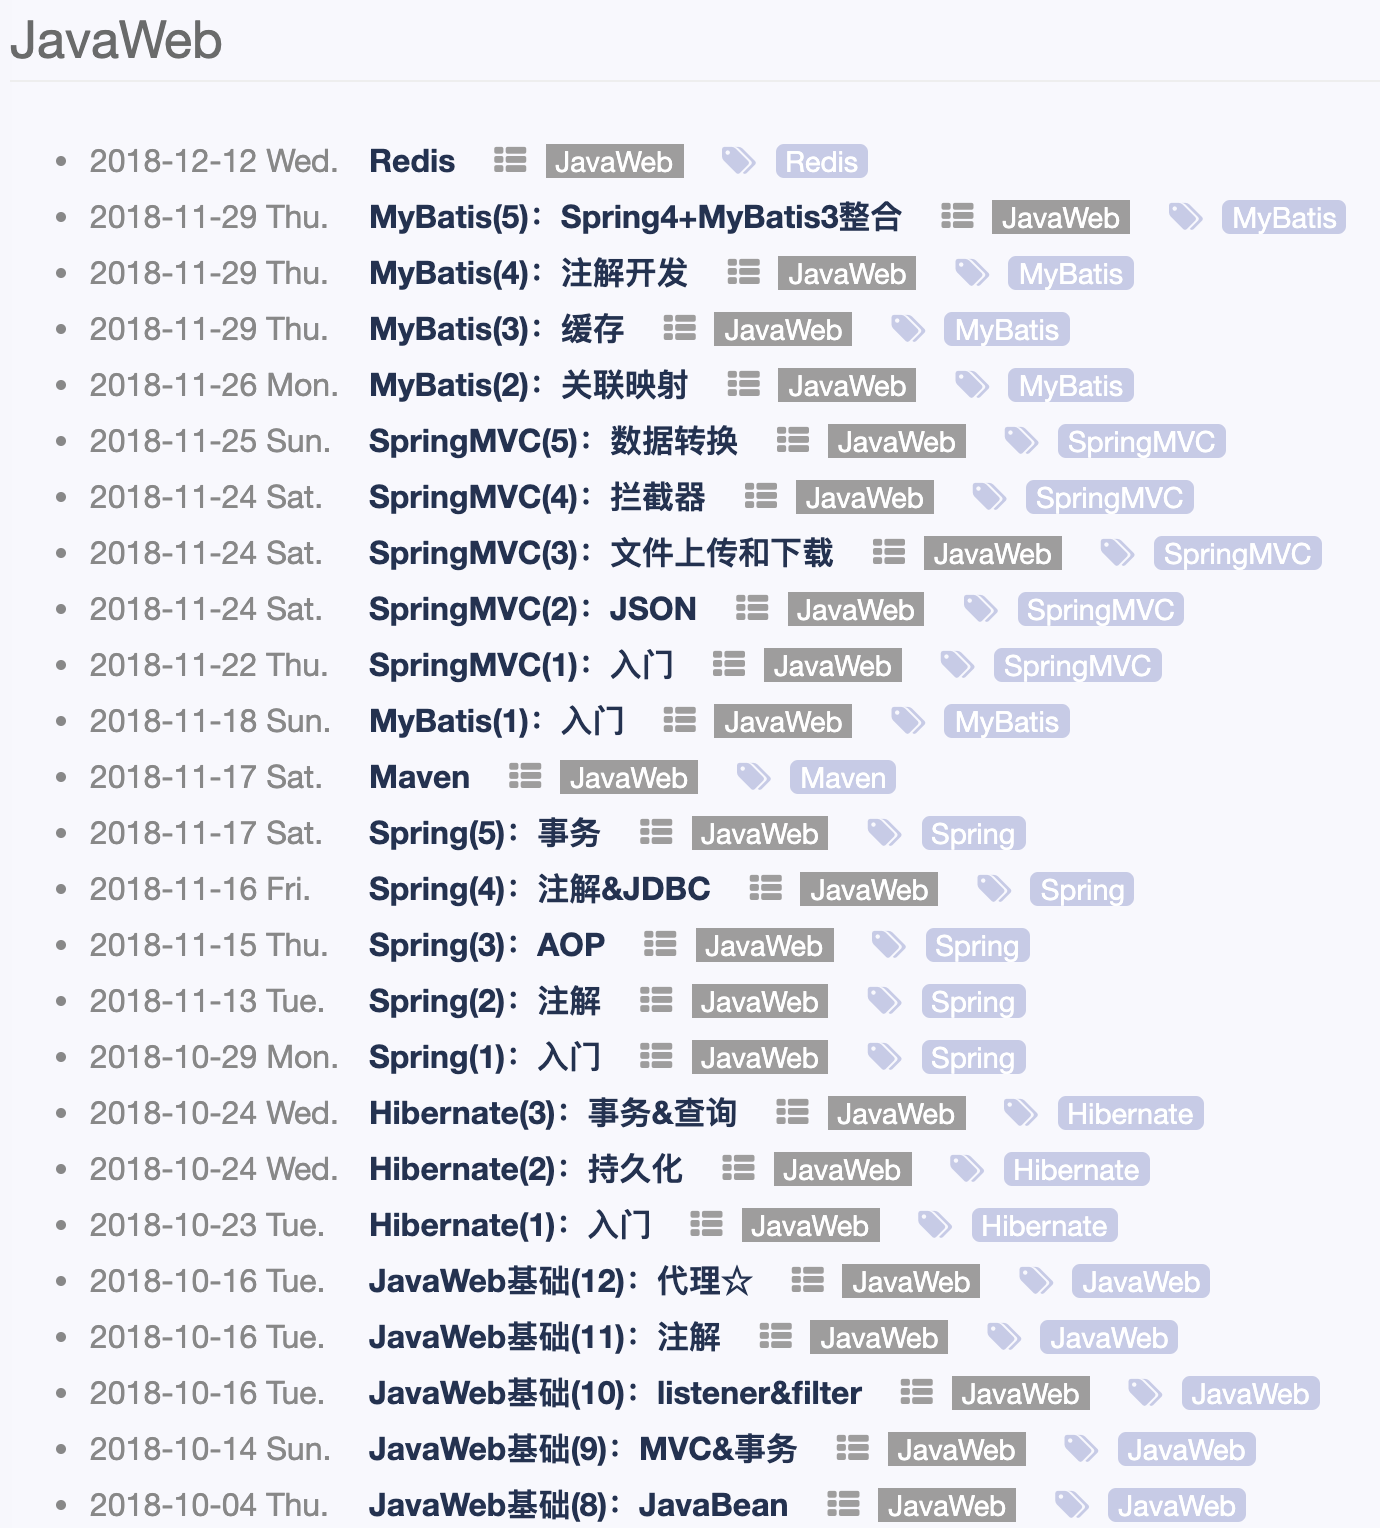 JavaWeb
2018-12-12 Wed. Redis JavaWeb Redis
2018-11-29 Thu. MyBatis(5)：Spring4+MyBatis3整合 JavaWeb MyBatis
2018-11-29 Thu. MyBatis(4)：注解开发 JavaWeb MyBatis
2018-11-29 Thu. MyBatis(3)：缓存 JavaWeb MyBatis
2018-11-26 Mon. MyBatis(2)：关联映射 JavaWeb MyBatis
2018-11-25 Sun. SpringMVC(5)：数据转换 JavaWeb SpringMVC
2018-11-24 Sat. SpringMVC(4)：拦截器 JavaWeb SpringMVC
2018-11-24 Sat. SpringMVC(3)：文件上传和下载 JavaWeb SpringMVC
2018-11-24 Sat. SpringMVC(2)：JSON JavaWeb SpringMVC
2018-11-22 Thu. SpringMVC(1)：入门 JavaWeb SpringMVC
2018-11-18 Sun. MyBatis(1)：入门 JavaWeb MyBatis
2018-11-17 Sat. Maven JavaWeb Maven
2018-11-17 Sat. Spring(5)：事务 JavaWeb Spring
2018-11-16 Fri. Spring(4)：注解&JDBC JavaWeb Spring
2018-11-15 Thu. Spring(3)：AOP JavaWeb Spring
2018-11-13 Tue. Spring(2)：注解 JavaWeb Spring
2018-10-29 Mon. Spring(1)：入门 JavaWeb Spring
2018-10-24 Wed. Hibernate(3)：事务&查询 JavaWeb Hibernate
2018-10-24 Wed. Hibernate(2)：持久化 JavaWeb Hibernate
2018-10-23 Tue. Hibernate(1)：入门 JavaWeb Hibernate
2018-10-16 Tue. JavaWeb基础(12)：代理☆ JavaWeb JavaWeb
2018-10-16 Tue. JavaWeb基础(11)：注解 JavaWeb JavaWeb
2018-10-16 Tue. JavaWeb基础(10)：listener&filter JavaWeb JavaWeb
2018-10-14 Sun. JavaWeb基础(9)：MVC&事务 JavaWeb JavaWeb
2018-10-04 Thu. JavaWeb基础(8)：JavaBean JavaWeb JavaWeb